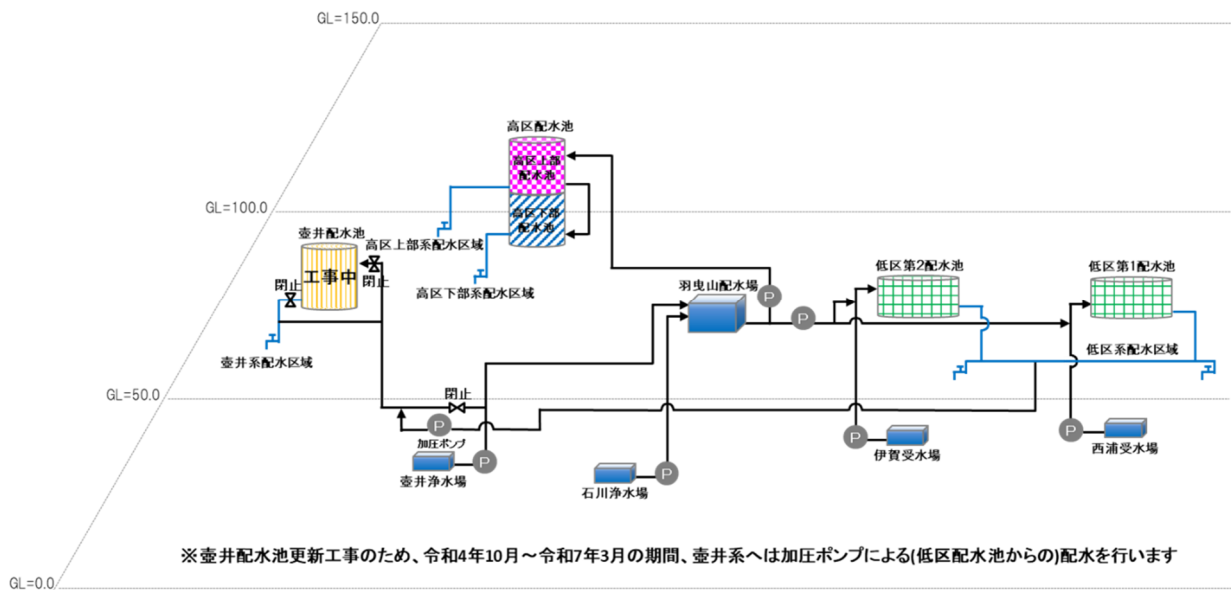 GL=150.0
高区配水池
高区上部
配水池
GL=100.0
高区下部
配水池
壺井配水池
高区上部系配水区域
工事中
閉止
閉止
高区下部系配水区域
羽曳山配水場
低区第2配水池
低区第1配水池
P
P
壺井系配水区域
低区系配水区域
GL=50.0
閉止
P
加圧ポンプ
P
壺井浄水場
P
石川浄水場
P
伊賀受水場
P
西浦受水場
※壺井配水池更新工事のため、令和4年10月～令和7年3月の期間、壺井系へは加圧ポンプによる(低区配水池からの)配水を行います
GL=0.0